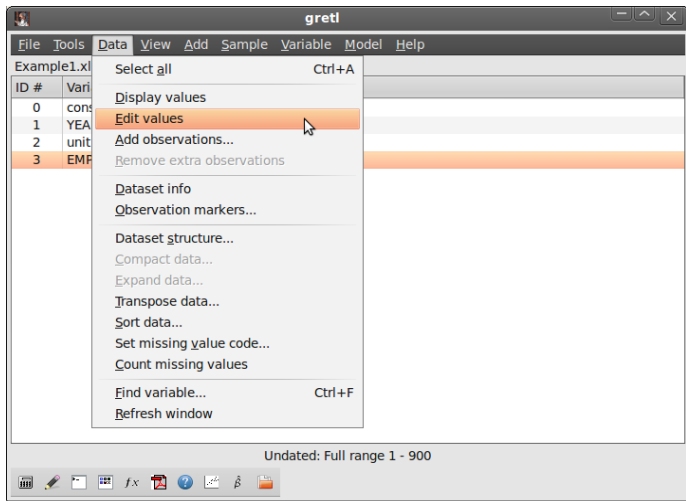 gretl
File Tools Data View Add Sample Variable Model Help
Example1.xl
ID # Vari
0 cons
1 YEA
2 unit
3 EMP
Select all Ctrl+A
Display values
Edit values
Add observations...
Remove extra observations
Dataset info
Observation markers...
Dataset structure...
Compact data...
Expand data...
Transpose data...
Sort data...
Set missing value code...
Count missing values
Find variable... Ctrl+F
Refresh window
Undated: Full range 1 - 900
fx
β̂